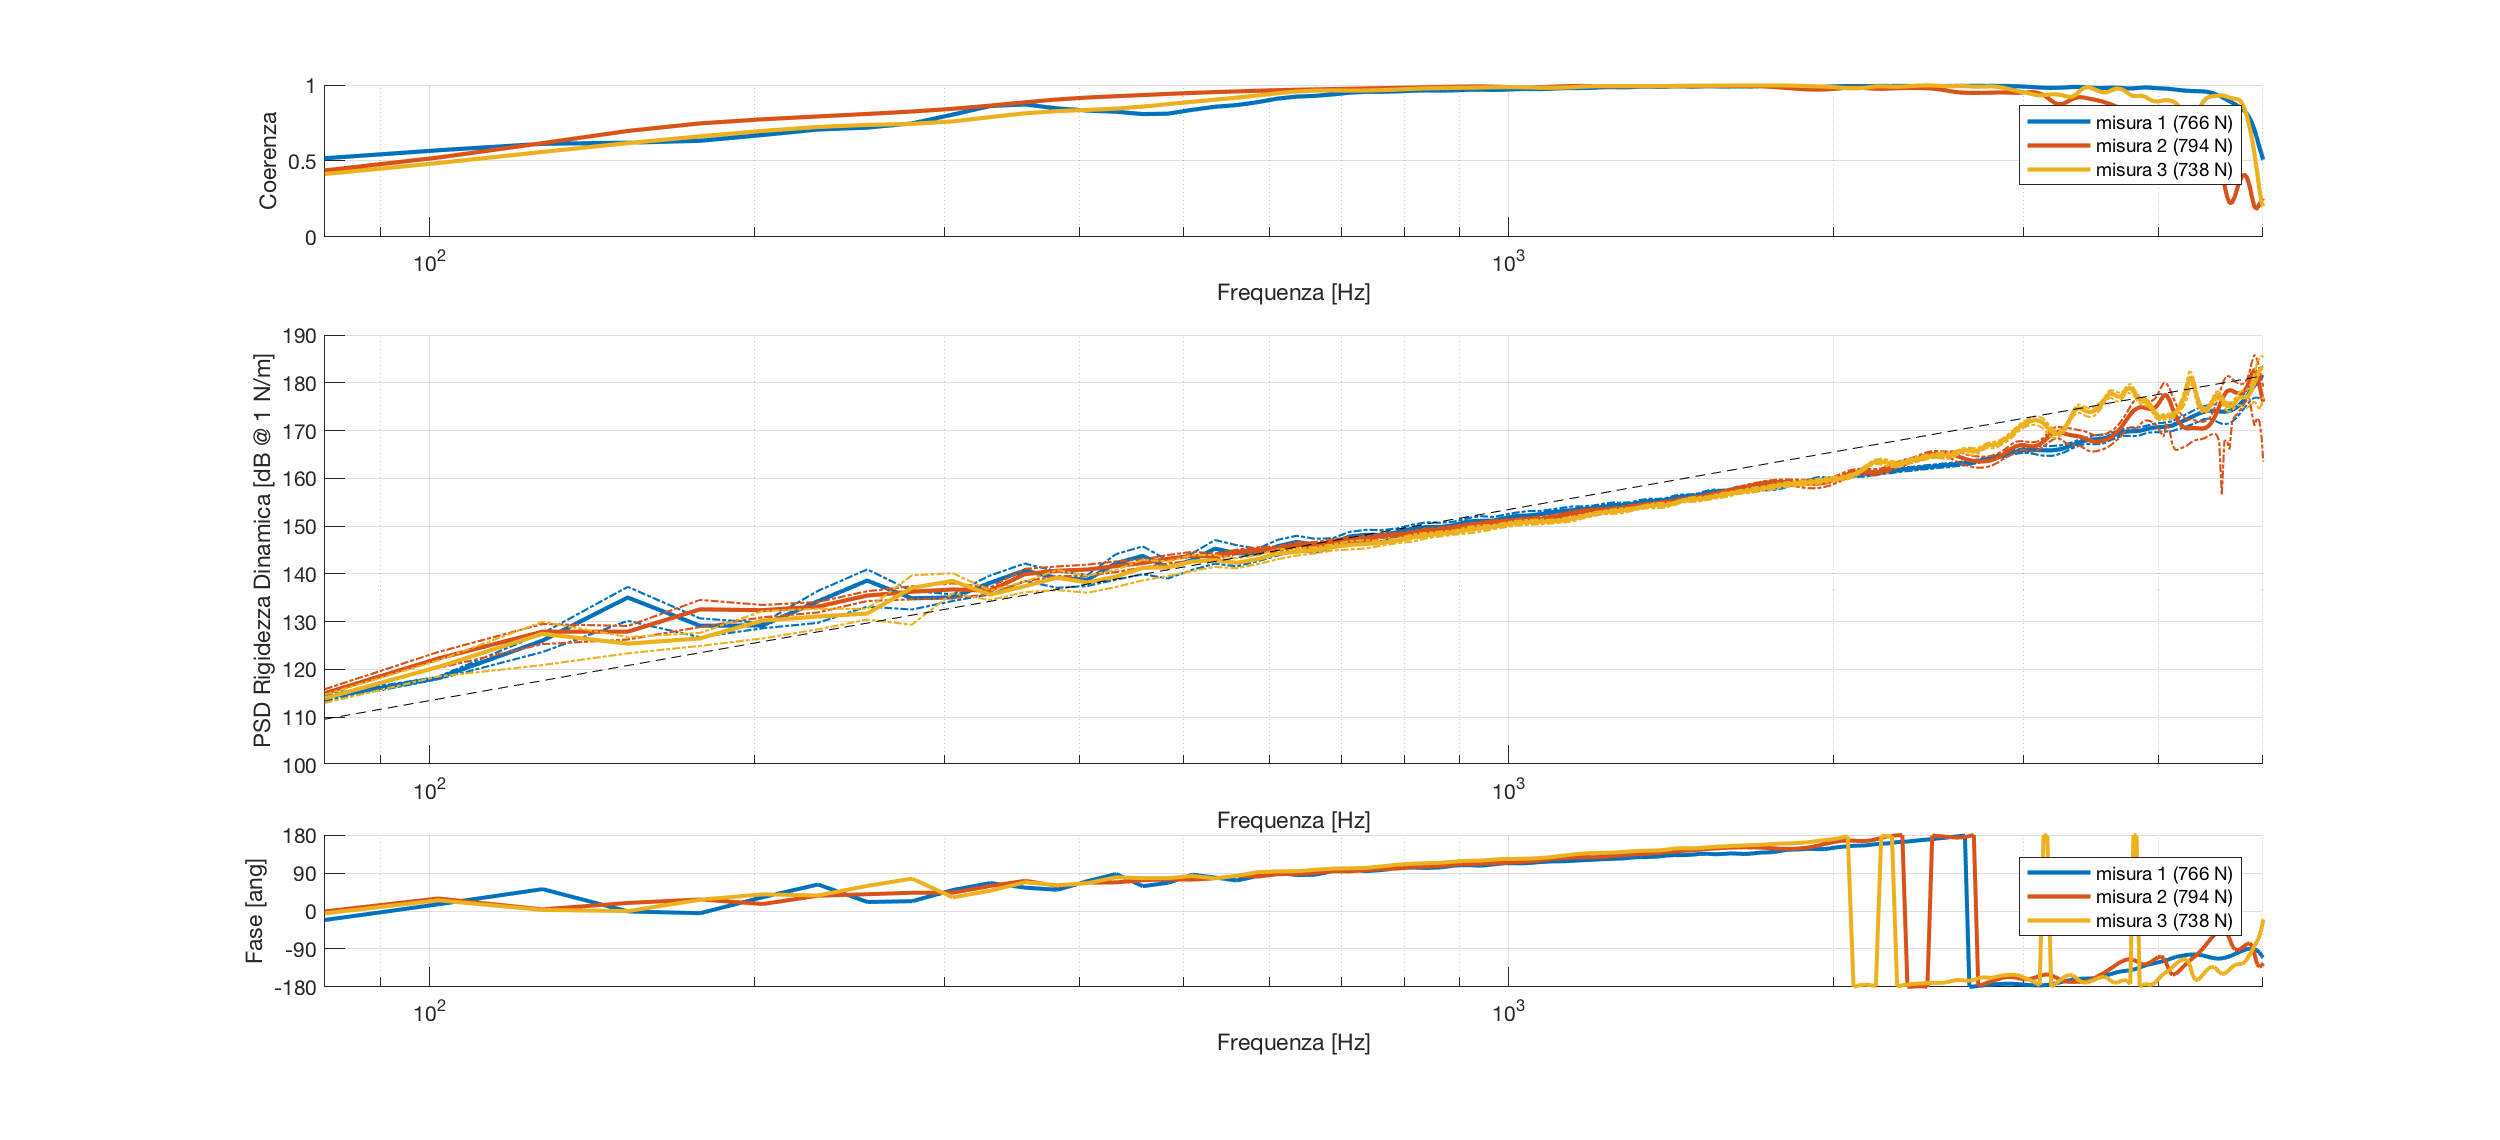 1
0.5
0
Coerenza
misura 1 (766 N)
misura 2 (794 N)
misura 3 (738 N)
10^2
10^3
Frequenza [Hz]
190
180
170
160
150
140
130
120
110
100
PSD Rigidezza Dinamica [dB @ 1 N/m]
10^2
10^3
Frequenza [Hz]
180
90
0
-90
-180
Fase [ang]
misura 1 (766 N)
misura 2 (794 N)
misura 3 (738 N)
10^2
10^3
Frequenza [Hz]